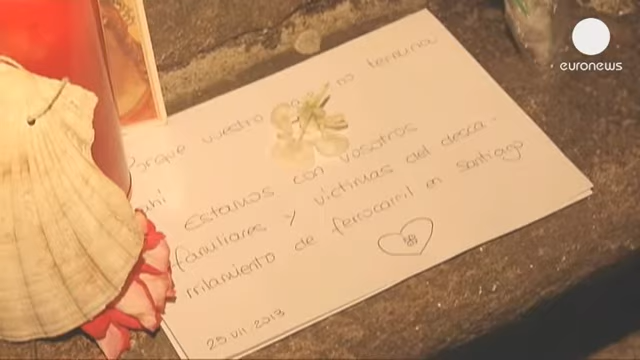 euronews
Porque vuestro no termina
ahí
Estamos con vosotros
familiares y víctimas del desca-
rrilamiento de ferrocarril en Santiago
25.VII.2013